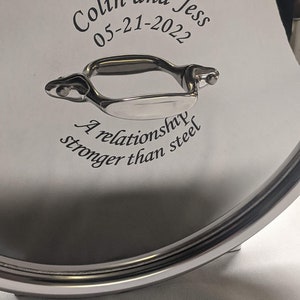 Colin and Jess
05-21-2022
A relationship
stronger than steel